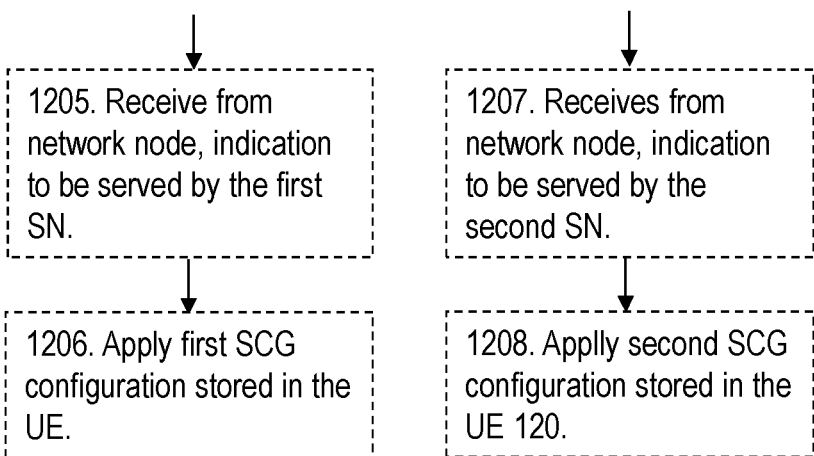 1205. Receive from
network node, indication
to be served by the first
SN.
1206. Apply first SCG
configuration stored in the
UE.
1207. Receives from
network node, indication
to be served by the
second SN.
1208. Applly second SCG
configuration stored in the
UE 120.